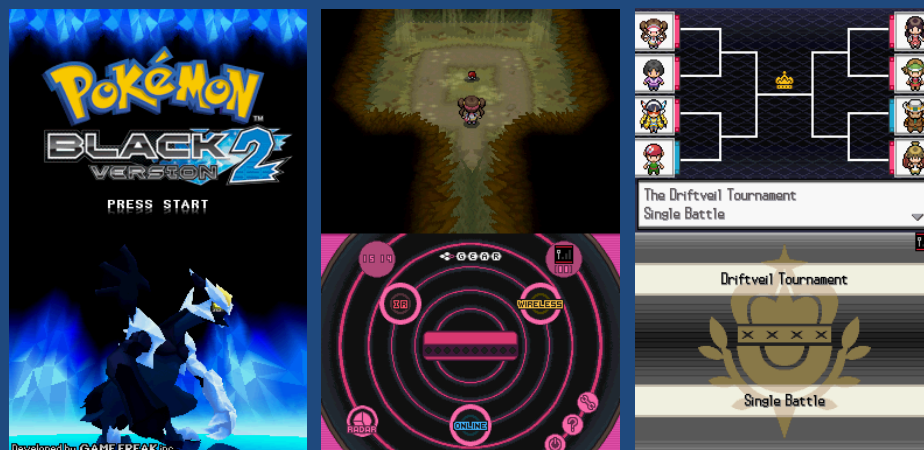 POKéMON
™
BLACK 2
VERSION
PRESS START
Developed by GAME FREAK inc.
15 14
C GEAR
IR
WIRELESS
RADAR
ONLINE
?
The Driftveil Tournament
Single Battle
Driftveil Tournament
Single Battle